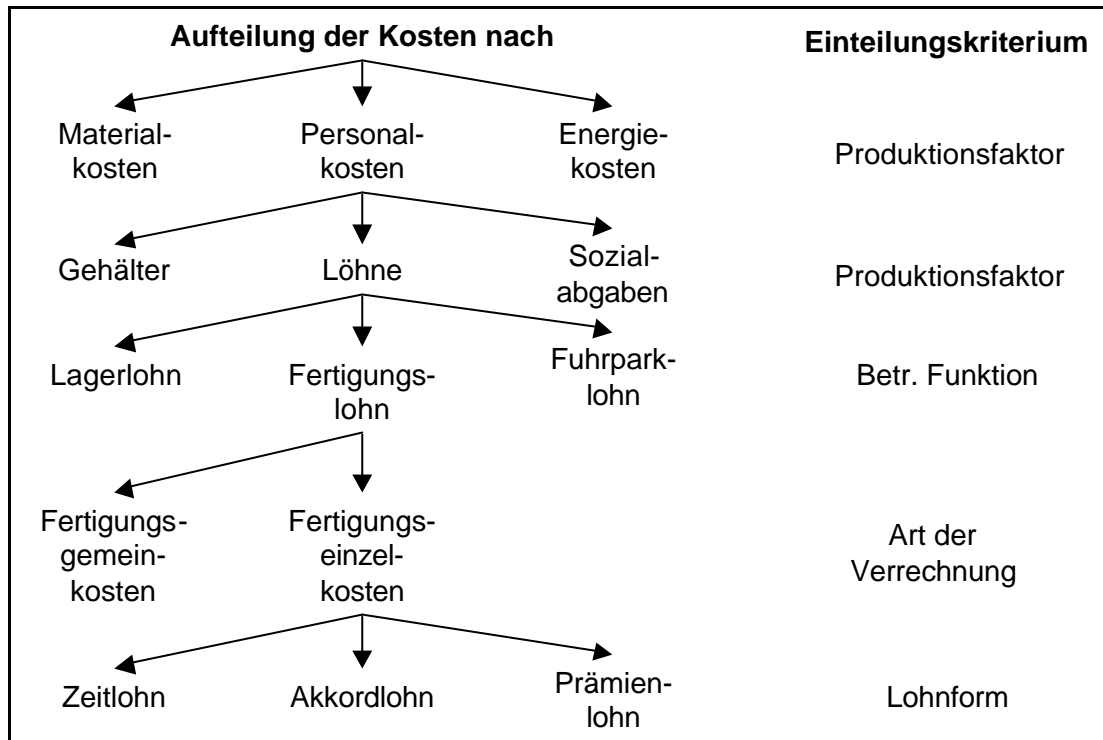 Aufteilung der Kosten nach
Einteilungskriterium
Material-
kosten
Personal-
kosten
Energie-
kosten
Produktionsfaktor
Gehälter
Löhne
Sozial-
abgaben
Produktionsfaktor
Lagerlohn
Fertigungs-
lohn
Fuhrpark-
lohn
Betr. Funktion
Fertigungs-
gemein-
kosten
Fertigungs-
einzel-
kosten
Art der
Verrechnung
Zeitlohn
Akkordlohn
Prämien-
lohn
Lohnform